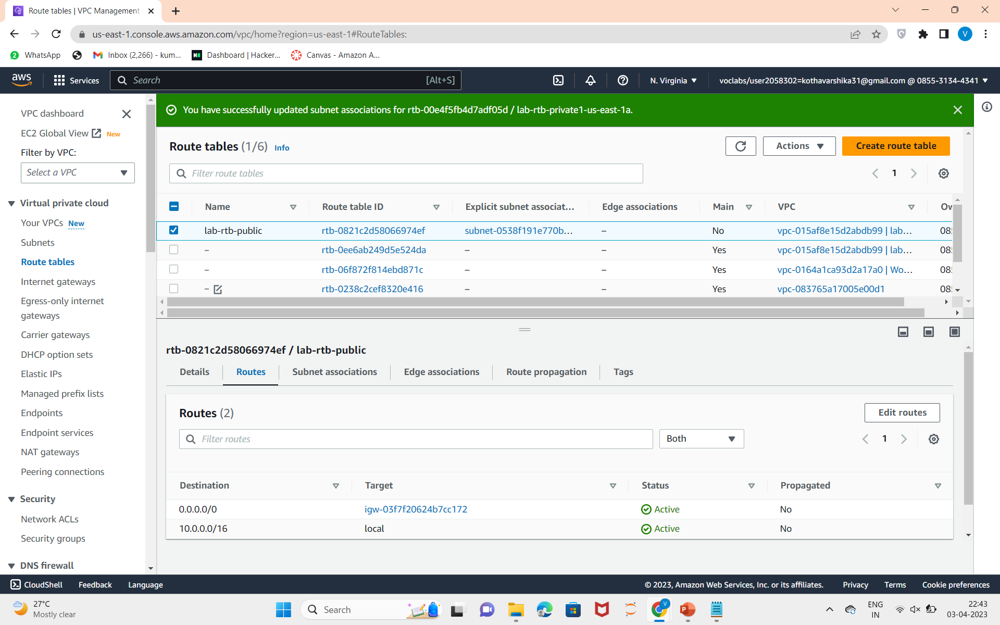 Route tables | VPC Management
us-east-1.console.aws.amazon.com/vpc/home?region=us-east-1#RouteTables:
V
2 WhatsApp
Inbox (2,266) - kum...
Dashboard | Hacker...
Canvas - Amazon A...
aws
Services
Search
[Alt+S]
N. Virginia
voclabs/user2058302=kothavarshika31@gmail.com @ 0855-3134-4341
VPC dashboard
EC2 Global View New
Filter by VPC:
Select a VPC
Virtual private cloud
Your VPCs New
Subnets
Route tables
Internet gateways
Egress-only internet
gateways
Carrier gateways
DHCP option sets
Elastic IPs
Managed prefix lists
Endpoints
Endpoint services
NAT gateways
Peering connections
Security
Network ACLs
Security groups
DNS firewall
You have successfully updated subnet associations for rtb-00e4f5fb4d7adf05d / lab-rtb-private1-us-east-1a.
Route tables (1/6) Info
Actions
Create route table
Filter route tables
1
Name Route table ID Explicit subnet associat... Edge associations Main VPC Ow
lab-rtb-public rtb-0821c2d58066974ef subnet-0538f191e770b... – No vpc-015af8e15d2abdb99 | lab... 085
– rtb-0ee6ab249d5e524da – – Yes vpc-015af8e15d2abdb99 | lab... 085
– rtb-06f872f814ebd871c – – Yes vpc-0164a1ca93d2a17a0 | Wo... 085
– rtb-0238c2cef8320e416 – – Yes vpc-083765a17005e00d1 085
rtb-0821c2d58066974ef / lab-rtb-public
Details Routes Subnet associations Edge associations Route propagation Tags
Routes (2)
Edit routes
Filter routes
Both
1
Destination Target Status Propagated
0.0.0.0/0 igw-03f7f20624b7cc172 Active No
10.0.0.0/16 local Active No
CloudShell Feedback Language
© 2023, Amazon Web Services, Inc. or its affiliates. Privacy Terms Cookie preferences
27°C
Mostly clear
Search
ENG
IN
22:43
03-04-2023